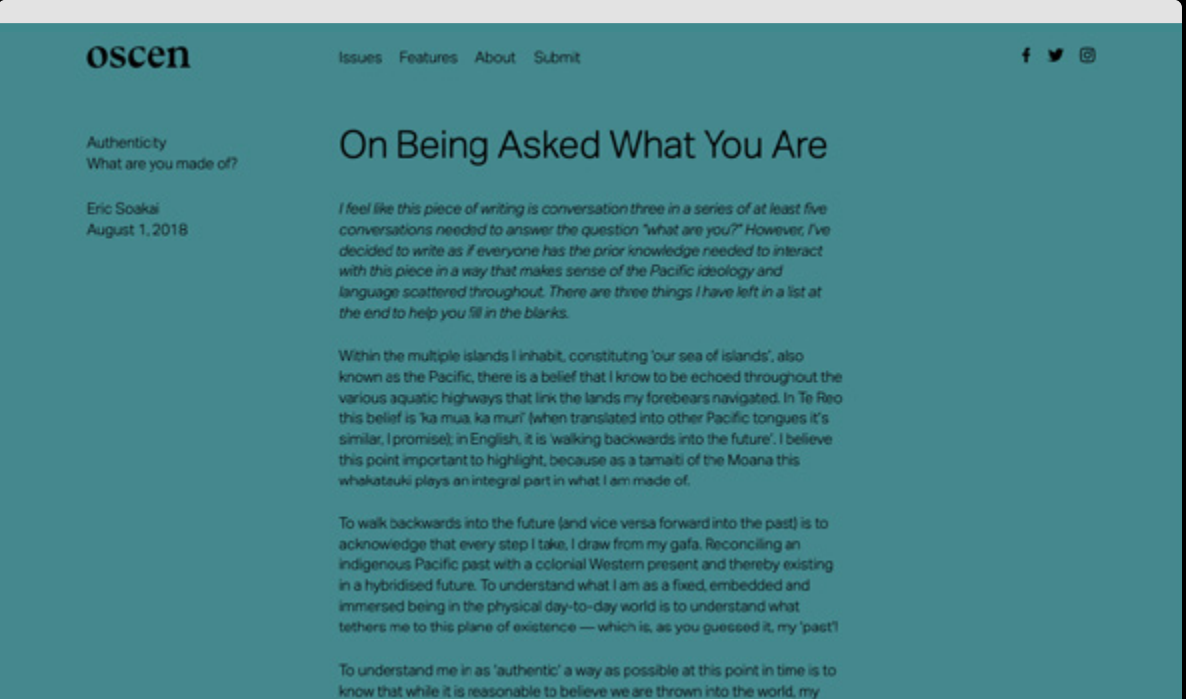 oscen
Issues Features About Submit
Authenticity
What are you made of?
Eric Soakai
August 1, 2018
On Being Asked What You Are
I feel like this piece of writing is conversation three in a series of at least five
conversations needed to answer the question "what are you?" However, I've
decided to write as if everyone has the prior knowledge needed to interact
with this piece in a way that makes sense of the Pacific ideology and
language scattered throughout. There are three things I have left in a list at
the end to help you fill in the blanks.
Within the multiple islands I inhabit, constituting 'our sea of islands', also
known as the Pacific, there is a belief that I know to be echoed throughout the
various aquatic highways that link the lands my forebears navigated. In Te Reo
this belief is 'ka mua, ka muri' (when translated into other Pacific tongues it's
similar, I promise); in English, it is 'walking backwards into the future'. I believe
this point important to highlight, because as a tamaiti of the Moana this
whakatauki plays an integral part in what I am made of.
To walk backwards into the future (and vice versa forward into the past) is to
acknowledge that every step I take, I draw from my gafa. Reconciling an
indigenous Pacific past with a colonial Western present and thereby existing
in a hybridised future. To understand what I am as a fixed, embedded and
immersed being in the physical day-to-day world is to understand what
tethers me to this plane of existence — which is, as you guessed it, my 'past'!
To understand me in as 'authentic' a way as possible at this point in time is to
know that while it is reasonable to believe we are thrown into the world, my